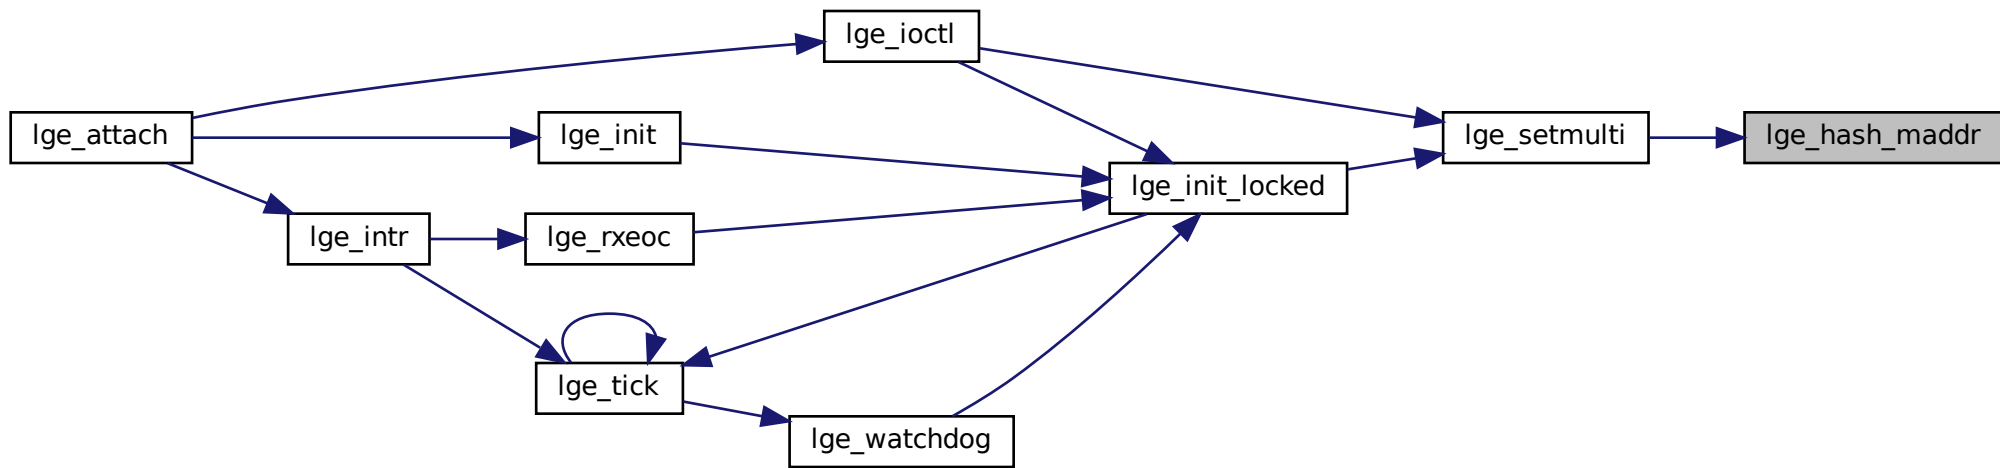 lge_ioctl
lge_attach
lge_init
lge_setmulti
lge_hash_maddr
lge_init_locked
lge_intr
lge_rxeoc
lge_tick
lge_watchdog